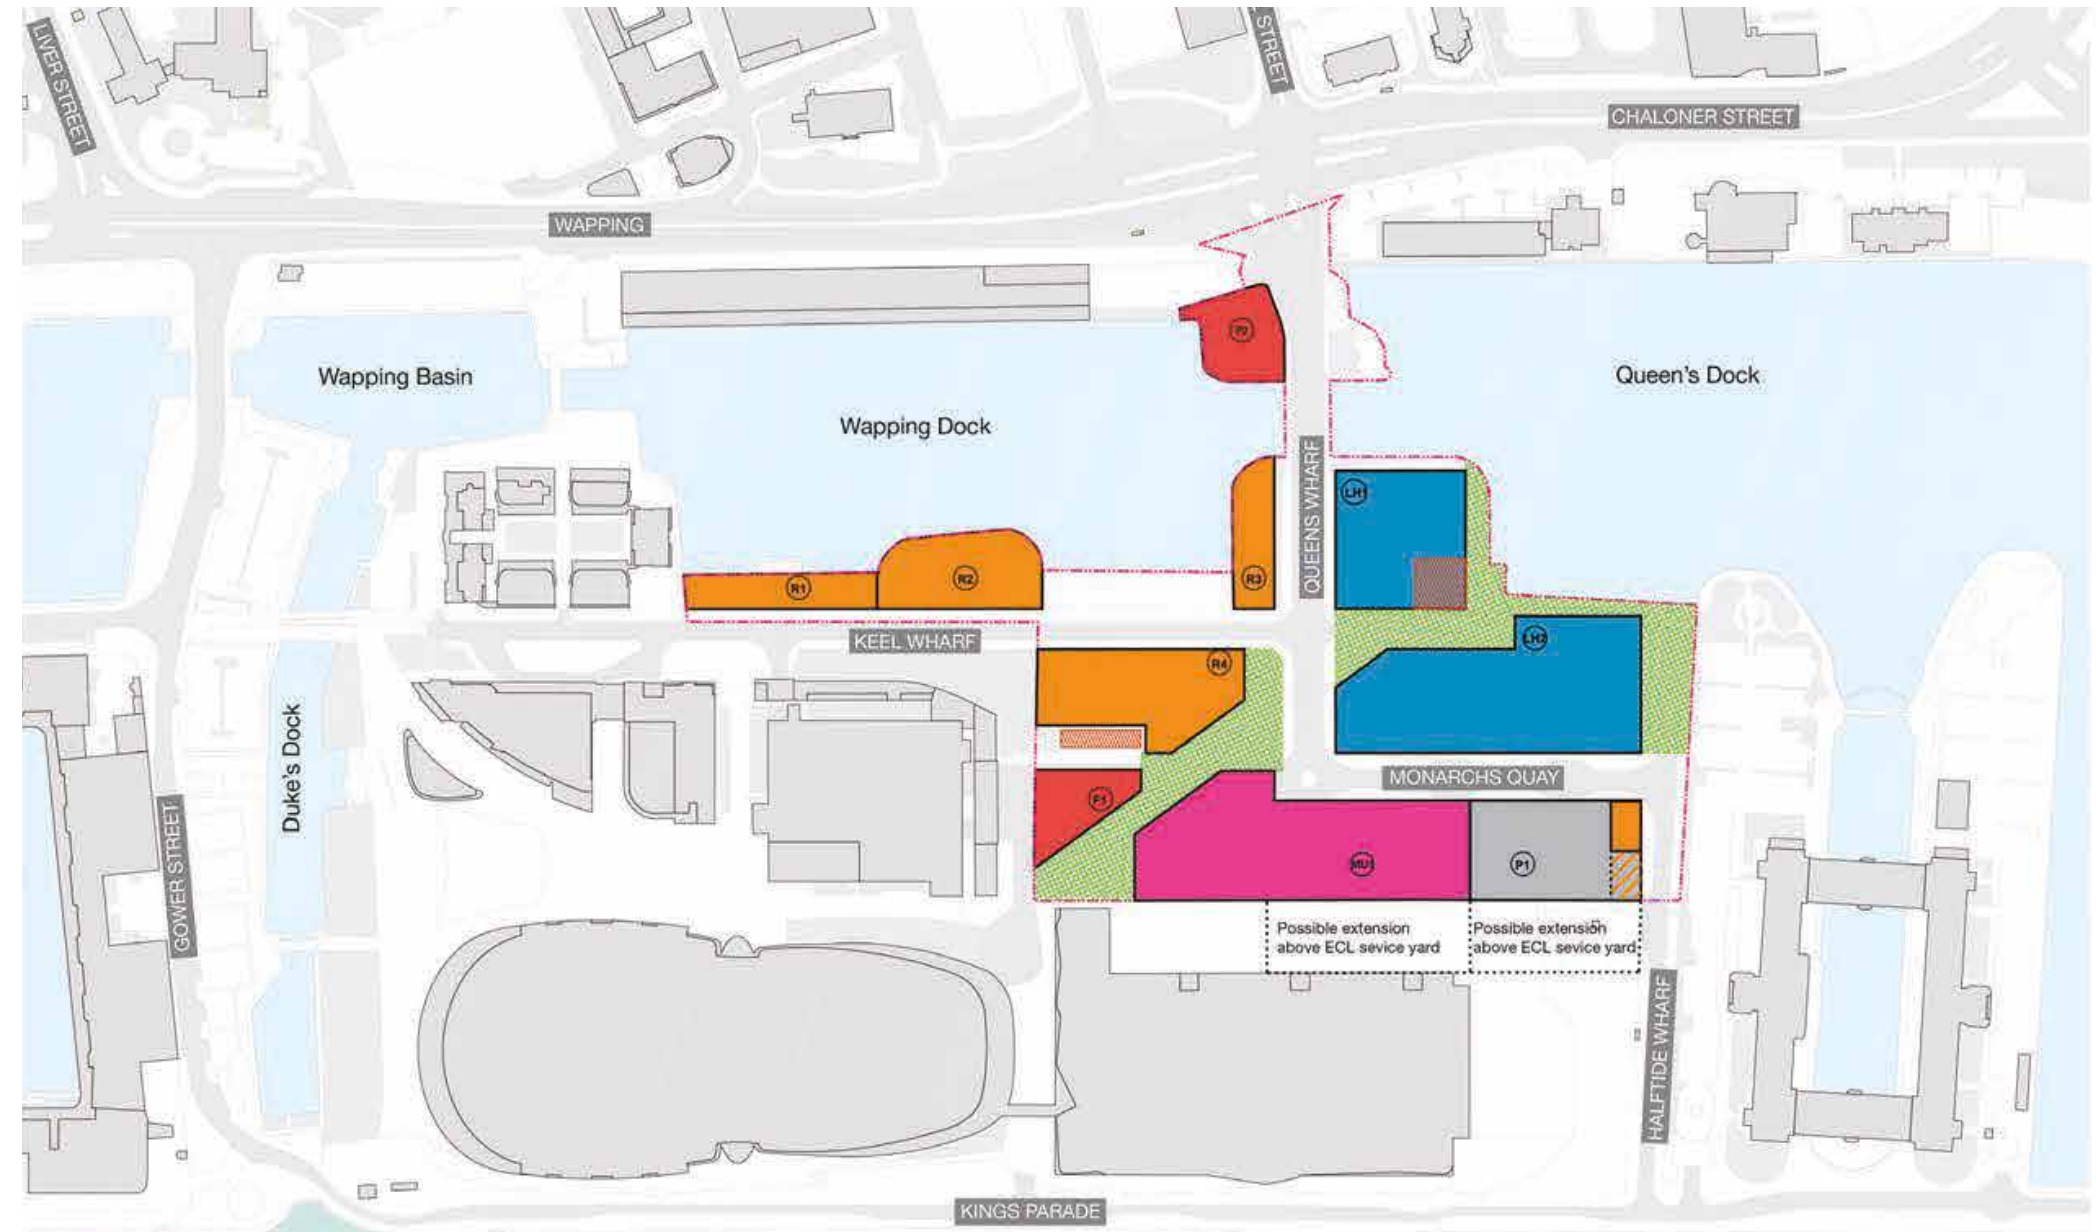 LIVER STREET
STREET
CHALONER STREET
WAPPING
Wapping Basin
Wapping Dock
Queen's Dock
QUEENS WHARF
LH1
R1
R2
R3
KEEL WHARF
R4
LH2
Duke's Dock
GOWER STREET
MONARCHS QUAY
P1
Possible extension
above ECL sevice yard
Possible extension
above ECL sevice yard
HALFTIDE WHARF
KINGS PARADE